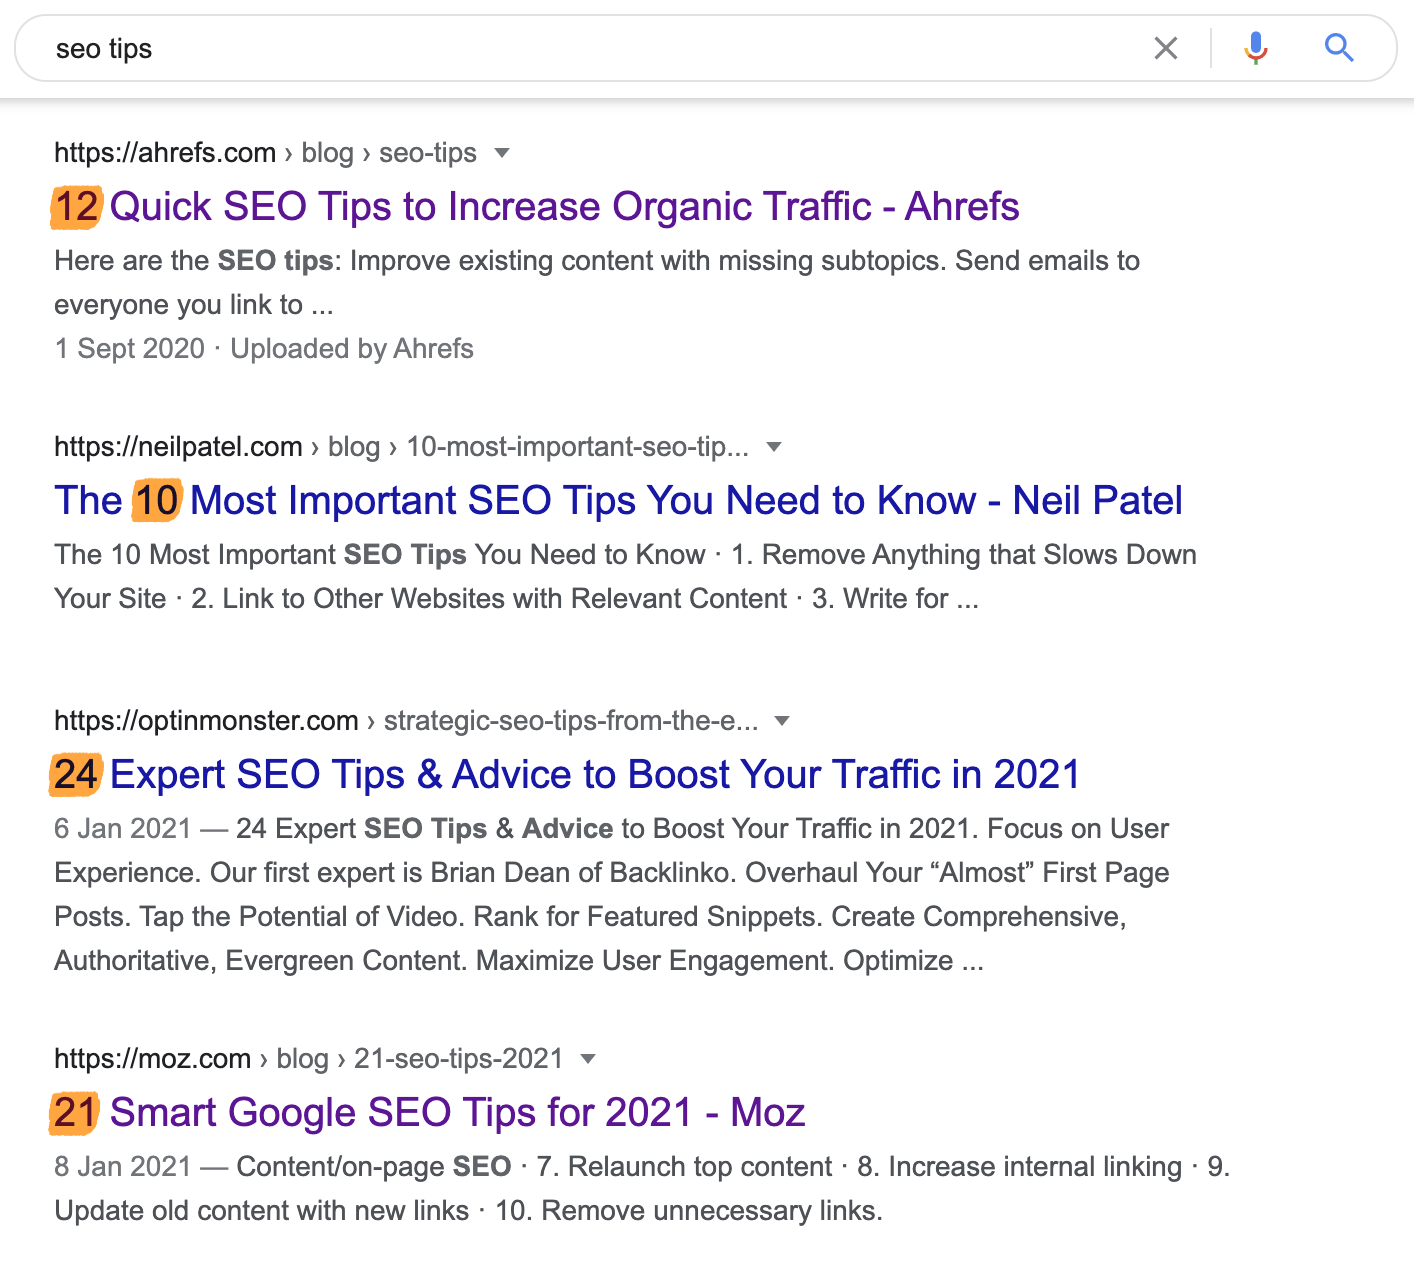 seo tips
https://ahrefs.com › blog › seo-tips
12 Quick SEO Tips to Increase Organic Traffic - Ahrefs
Here are the SEO tips: Improve existing content with missing subtopics. Send emails to
everyone you link to ...
1 Sept 2020 · Uploaded by Ahrefs
https://neilpatel.com › blog › 10-most-important-seo-tip...
The 10 Most Important SEO Tips You Need to Know - Neil Patel
The 10 Most Important SEO Tips You Need to Know · 1. Remove Anything that Slows Down
Your Site · 2. Link to Other Websites with Relevant Content · 3. Write for ...
https://optinmonster.com › strategic-seo-tips-from-the-e...
24 Expert SEO Tips & Advice to Boost Your Traffic in 2021
6 Jan 2021 — 24 Expert SEO Tips & Advice to Boost Your Traffic in 2021. Focus on User
Experience. Our first expert is Brian Dean of Backlinko. Overhaul Your “Almost” First Page
Posts. Tap the Potential of Video. Rank for Featured Snippets. Create Comprehensive,
Authoritative, Evergreen Content. Maximize User Engagement. Optimize ...
https://moz.com › blog › 21-seo-tips-2021
21 Smart Google SEO Tips for 2021 - Moz
8 Jan 2021 — Content/on-page SEO · 7. Relaunch top content · 8. Increase internal linking · 9.
Update old content with new links · 10. Remove unnecessary links.